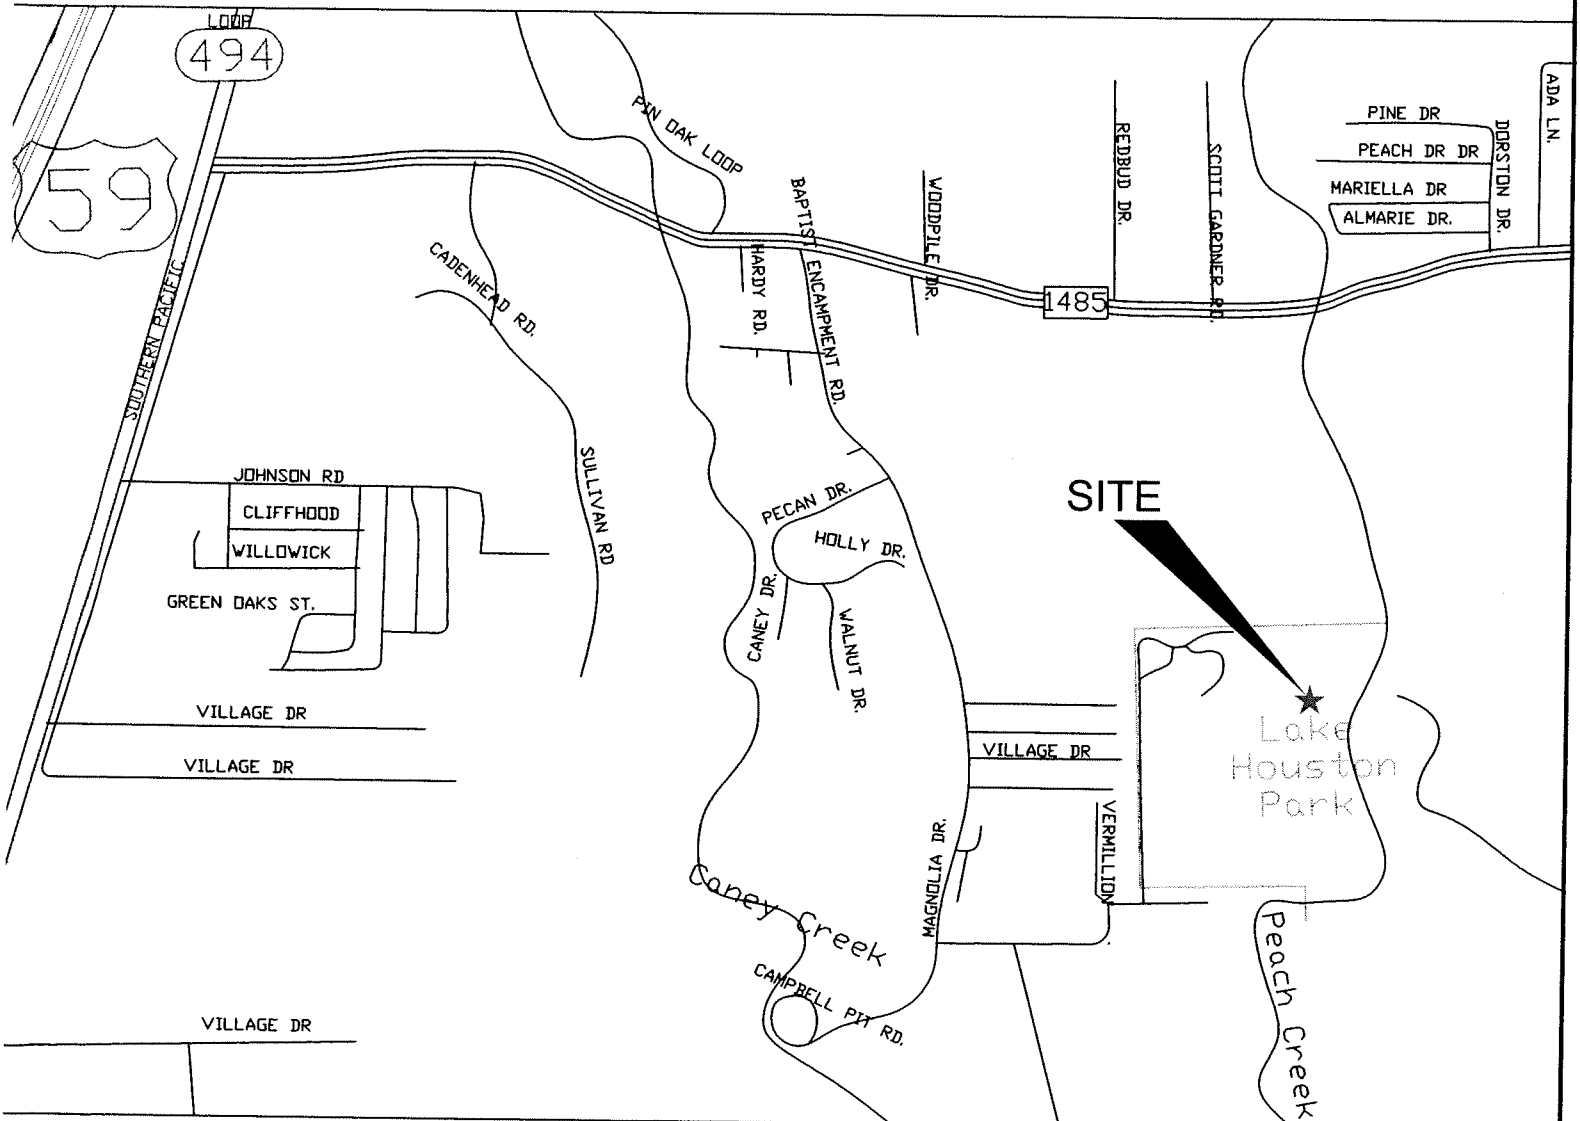 LOOP
494
59
PIN OAK LOOP
PINE DR
PEACH DR DR
MARIELLA DR
ALMARIE DR.
DORSTON DR.
ADA LN.
REDBUD DR.
SCOTT GARDNER RD.
WOODPILE DR.
BAPTIST ENCAMPMENT RD.
HARDY RD.
1485
CADENHEAD RD.
SOUTHERN PACIFIC
SULLIVAN RD
JOHNSON RD
CLIFFHOOD
WILLOWICK
GREEN OAKS ST.
PECAN DR.
HOLLY DR.
CANEY DR.
WALNUT DR.
SITE
VILLAGE DR
VILLAGE DR
VILLAGE DR
Lake
Houston
Park
VERMILLION
MAGNOLIA DR.
Caney Creek
CAMPBELL PIT RD.
Peach Creek
VILLAGE DR